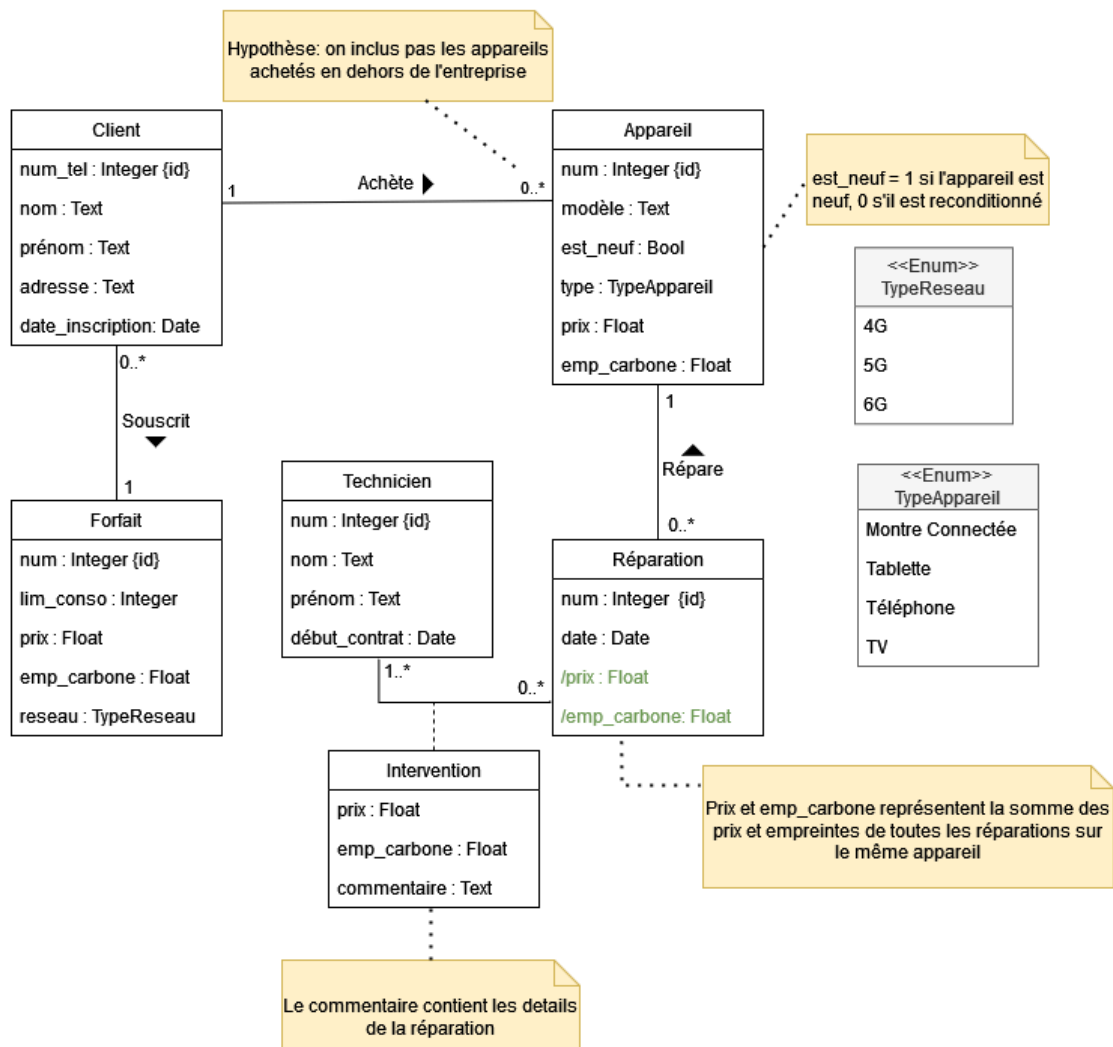 Hypothèse: on inclus pas les appareils
achetés en dehors de l'entreprise
Client
num_tel : Integer {id}
nom : Text
prénom : Text
adresse : Text
date_inscription: Date
1
Achète
0..*
Appareil
num : Integer {id}
modèle : Text
est_neuf : Bool
type : TypeAppareil
prix : Float
emp_carbone : Float
est_neuf = 1 si l'appareil est
neuf, 0 s'il est reconditionné
<<Enum>>
TypeReseau
4G
5G
6G
0..*
Souscrit
1
Forfait
num : Integer {id}
lim_conso : Integer
prix : Float
emp_carbone : Float
reseau : TypeReseau
1
Répare
0..*
Technicien
num : Integer {id}
nom : Text
prénom : Text
début_contrat : Date
1..*
0..*
Réparation
num : Integer {id}
date : Date
/prix : Float
/emp_carbone: Float
<<Enum>>
TypeAppareil
Montre Connectée
Tablette
Téléphone
TV
Intervention
prix : Float
emp_carbone : Float
commentaire : Text
Prix et emp_carbone représentent la somme des
prix et empreintes de toutes les réparations sur
le même appareil
Le commentaire contient les details
de la réparation